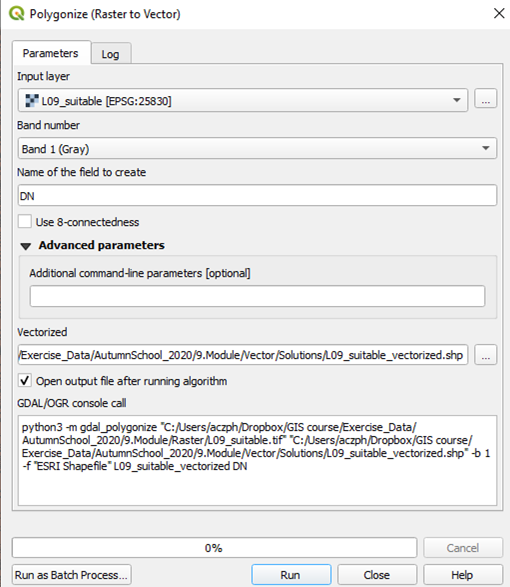 Polygonize (Raster to Vector)
Parameters
Log
Input layer
L09_suitable [EPSG:25830]
...
Band number
Band 1 (Gray)
Name of the field to create
DN
Use 8-connectedness
Advanced parameters
Additional command-line parameters [optional]
Vectorized
/Exercise_Data/AutumnSchool_2020/9.Module/Vector/Solutions/L09_suitable_vectorized.shp
...
Open output file after running algorithm
GDAL/OGR console call
python3 -m gdal_polygonize "C:/Users/aczph/Dropbox/GIS course/Exercise_Data/
AutumnSchool_2020/9.Module/Raster/L09_suitable.tif" "C:/Users/aczph/Dropbox/GIS course/
Exercise_Data/AutumnSchool_2020/9.Module/Vector/Solutions/L09_suitable_vectorized.shp" -b 1
-f "ESRI Shapefile" L09_suitable_vectorized DN
0%
Cancel
Run as Batch Process...
Run
Close
Help